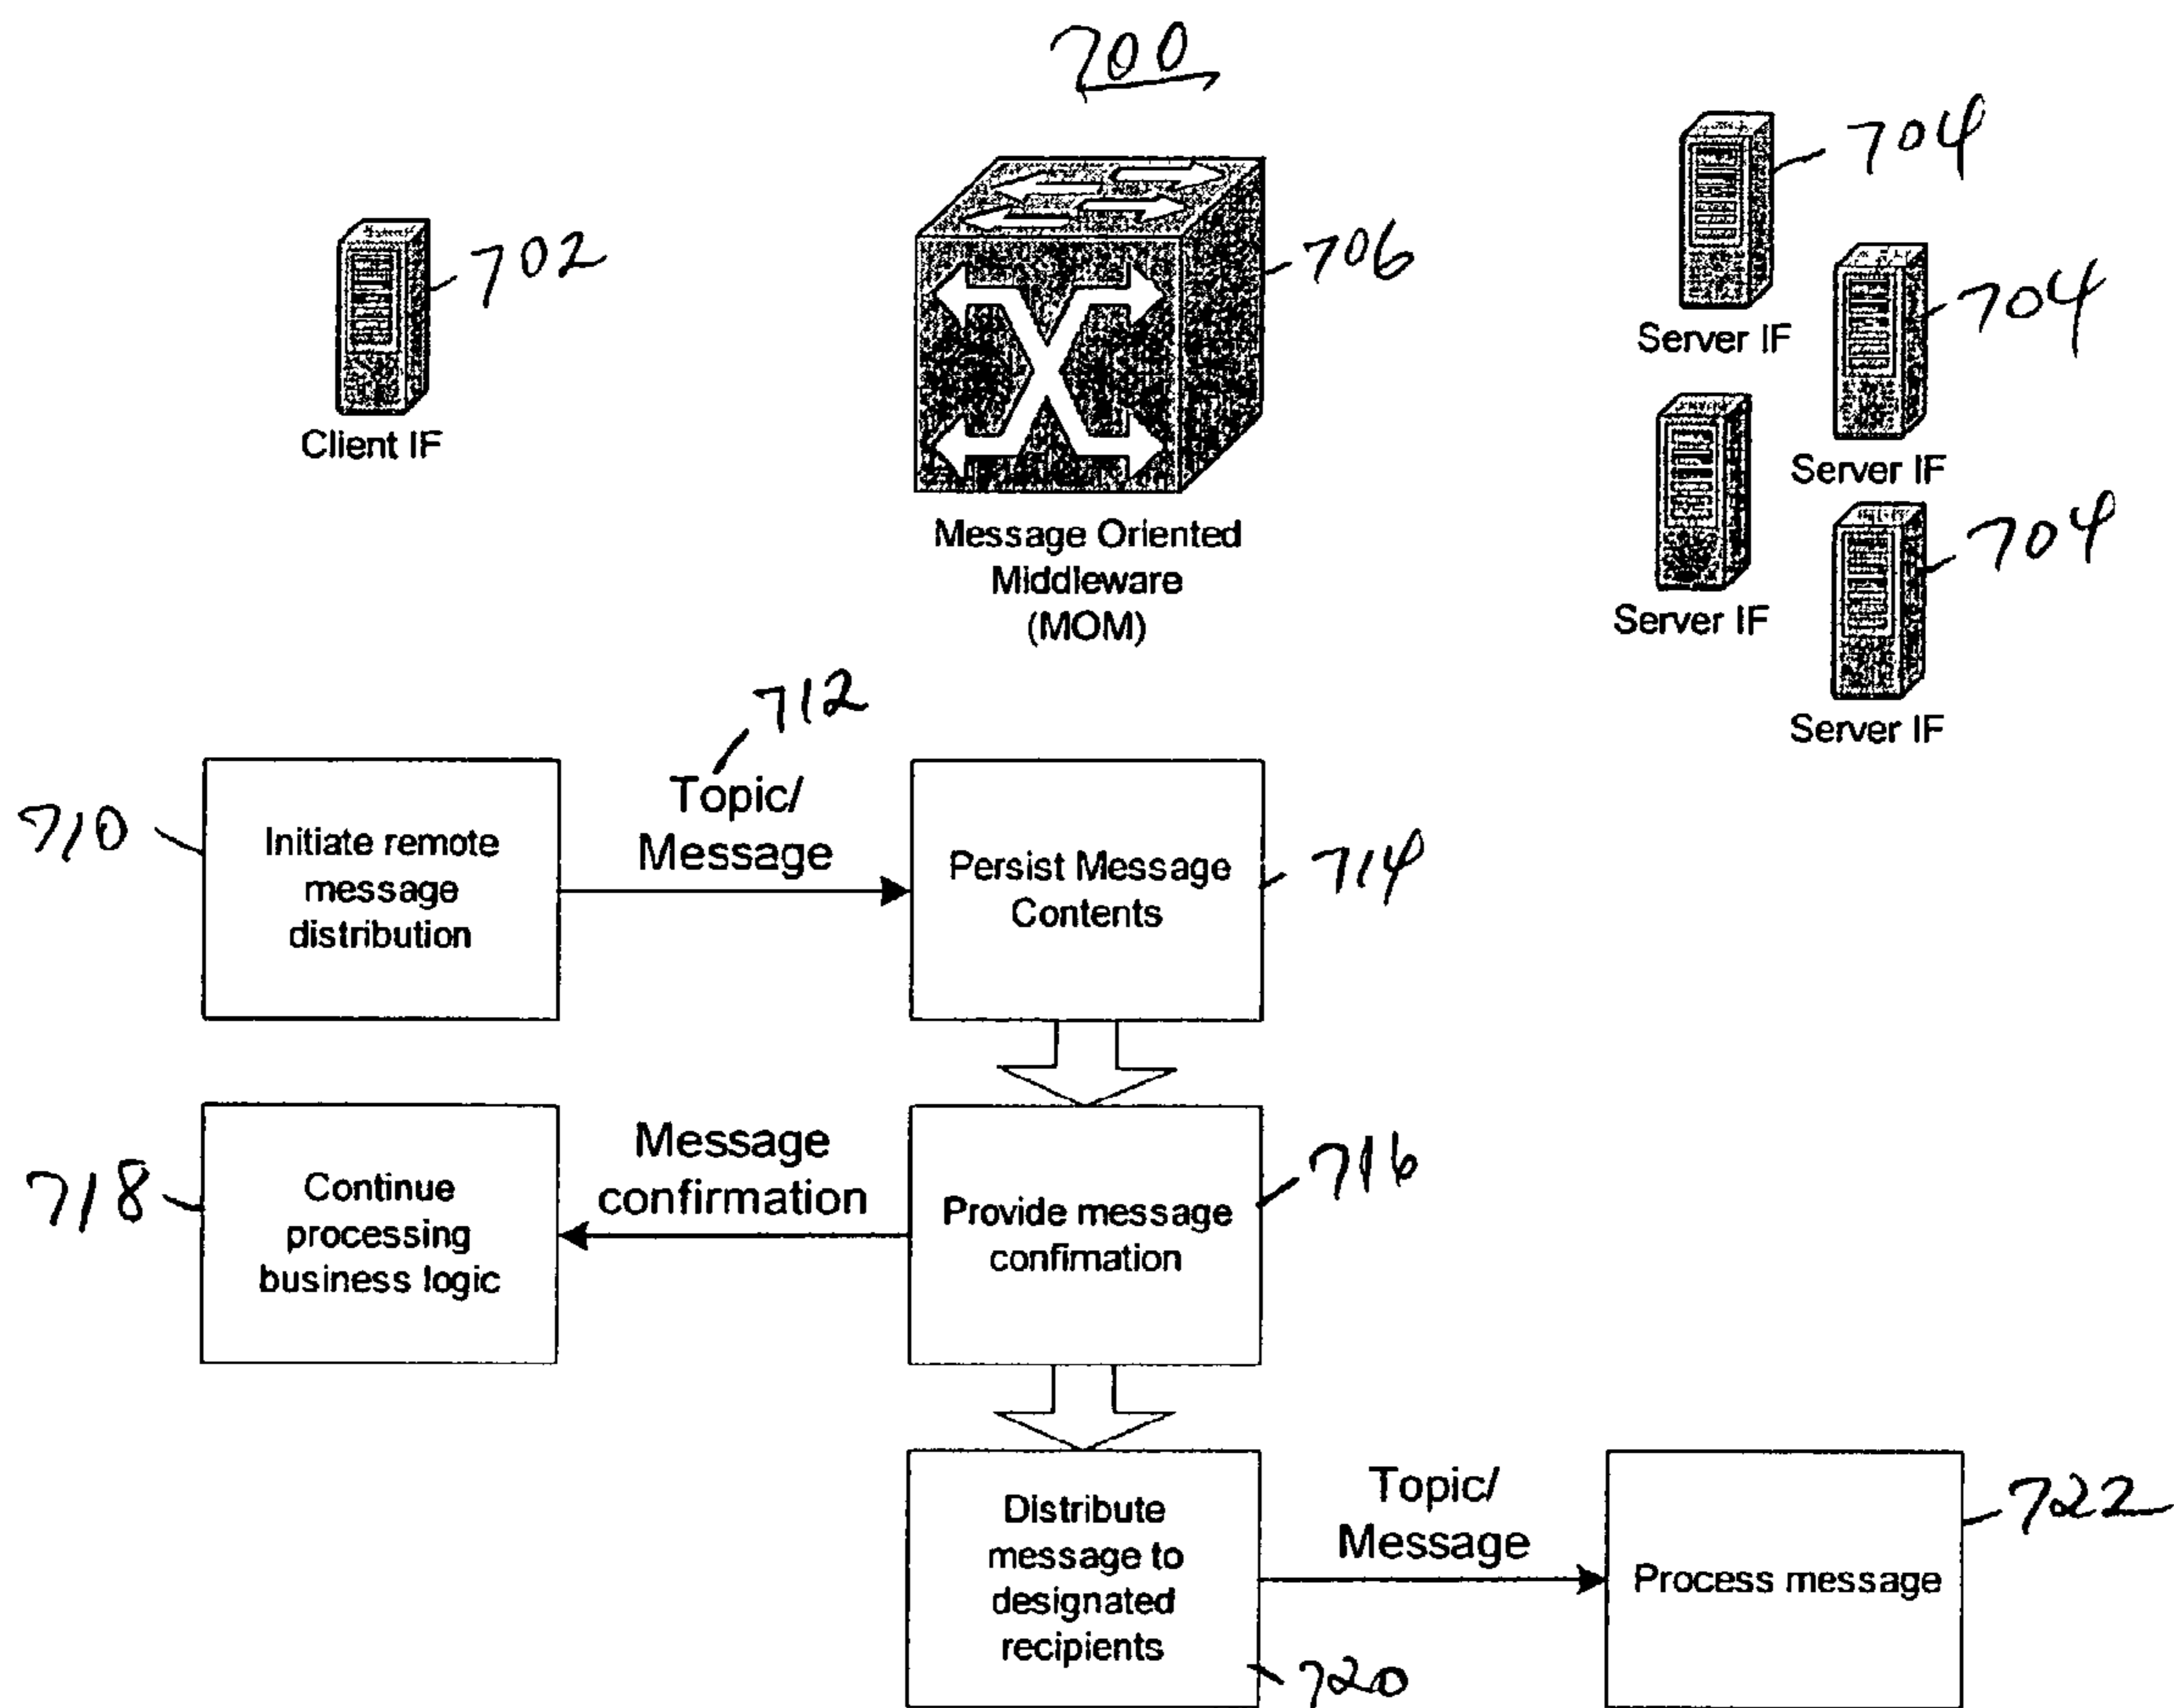 700
704
702
706
704
Server IF
Client IF
Server IF
704
Message Oriented
Middleware
(MOM)
Server IF
Server IF
712
710
Initiate remote
message
distribution
Topic/
Message
Persist Message
Contents
714
718
Continue
processing
business logic
Message
confirmation
Provide message
confimation
716
Distribute
message to
designated
recipients
720
Topic/
Message
Process message
722